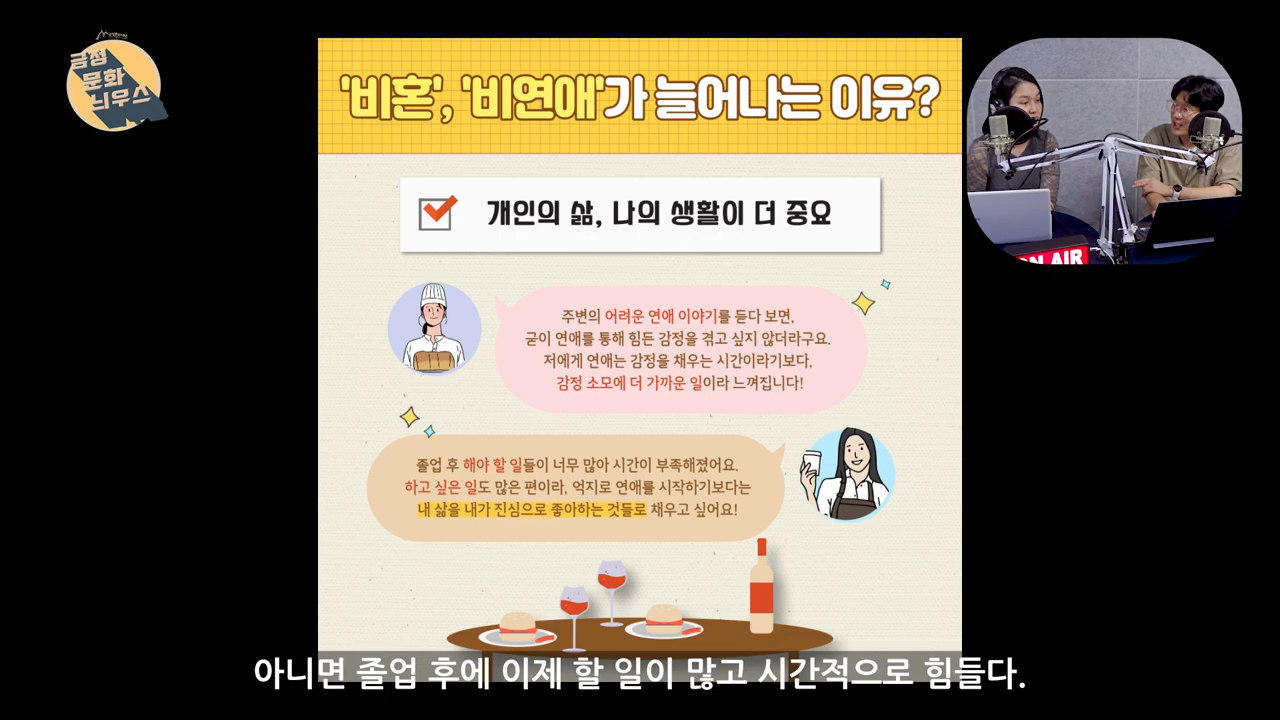 금정
문화
늬우스
'비혼', '비연애'가 늘어나는 이유?
개인의 삶, 나의 생활이 더 중요
주변의 어려운 연애 이야기를 듣다 보면,
굳이 연애를 통해 힘든 감정을 겪고 싶지 않더라구요.
저에게 연애는 감정을 채우는 시간이라기보다,
감정 소모에 더 가까운 일이라 느껴집니다!
졸업 후 해야 할 일들이 너무 많아 시간이 부족해졌어요.
하고 싶은 일도 많은 편이라, 억지로 연애를 시작하기보다는
내 삶을 내가 진심으로 좋아하는 것들로 채우고 싶어요!
ON AIR
아니면 졸업 후에 이제 할 일이 많고 시간적으로 힘들다.